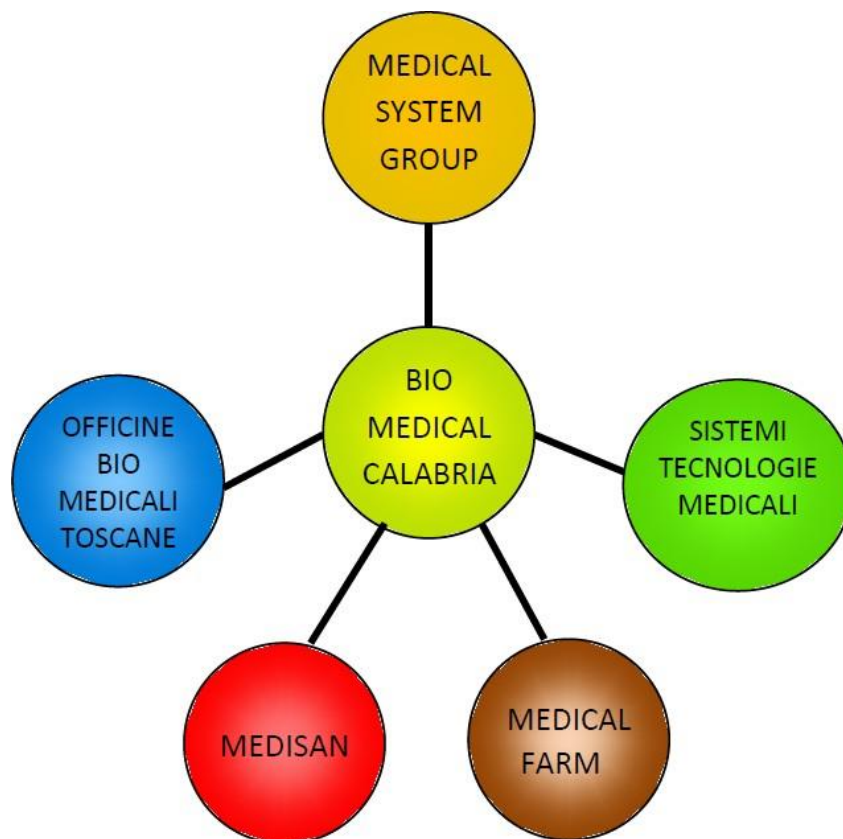 MEDICAL
SYSTEM
GROUP
BIO
MEDICAL
CALABRIA
OFFICINE
BIO
MEDICALI
TOSCANE
SISTEMI
TECNOLOGIE
MEDICALI
MEDISAN
MEDICAL
FARM